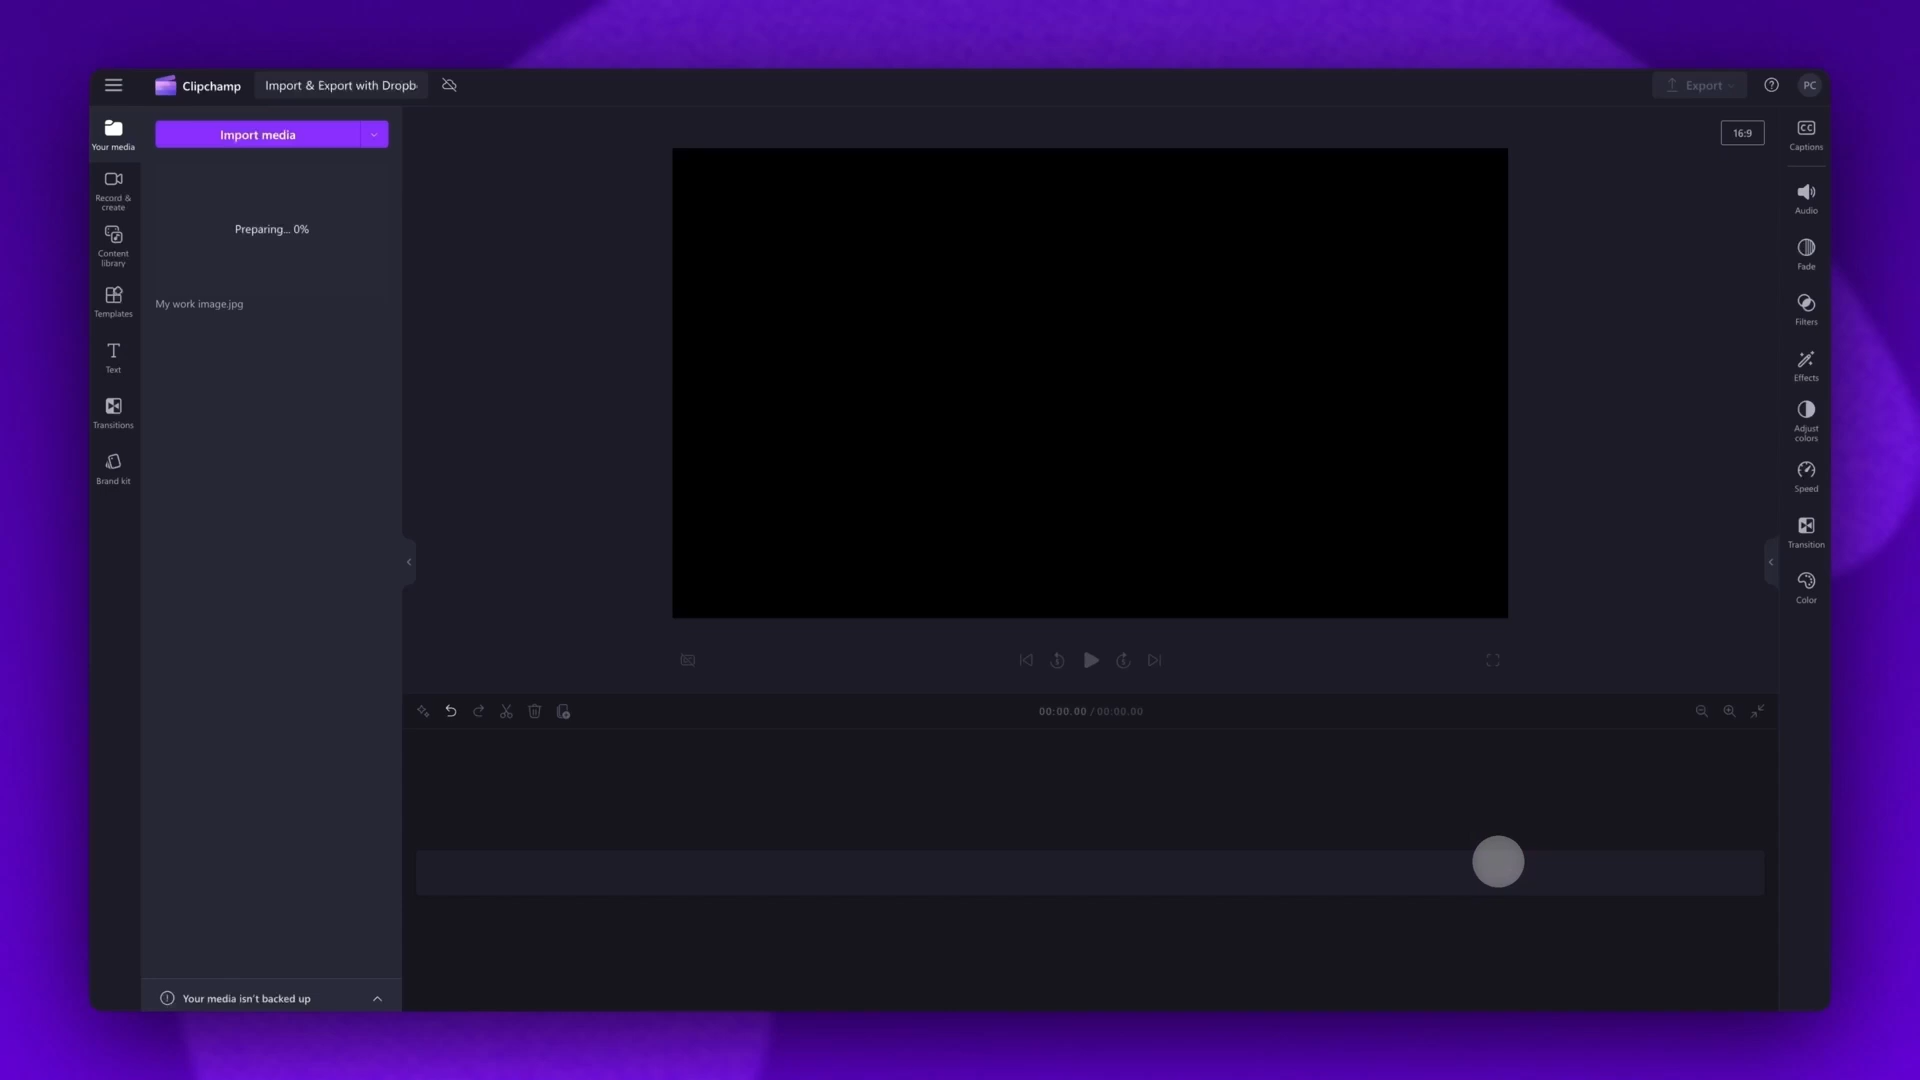 Clipchamp
Import & Export with Dropb
Export
PC
Your media
Import media
16:9
CC
Captions
Record &
create
Preparing... 0%
Audio
Content
library
Fade
My work image.jpg
Templates
Filters
Text
Effects
Transitions
Adjust
colors
Brand kit
Speed
Transition
Color
00:00.00 / 00:00.00
Your media isn't backed up